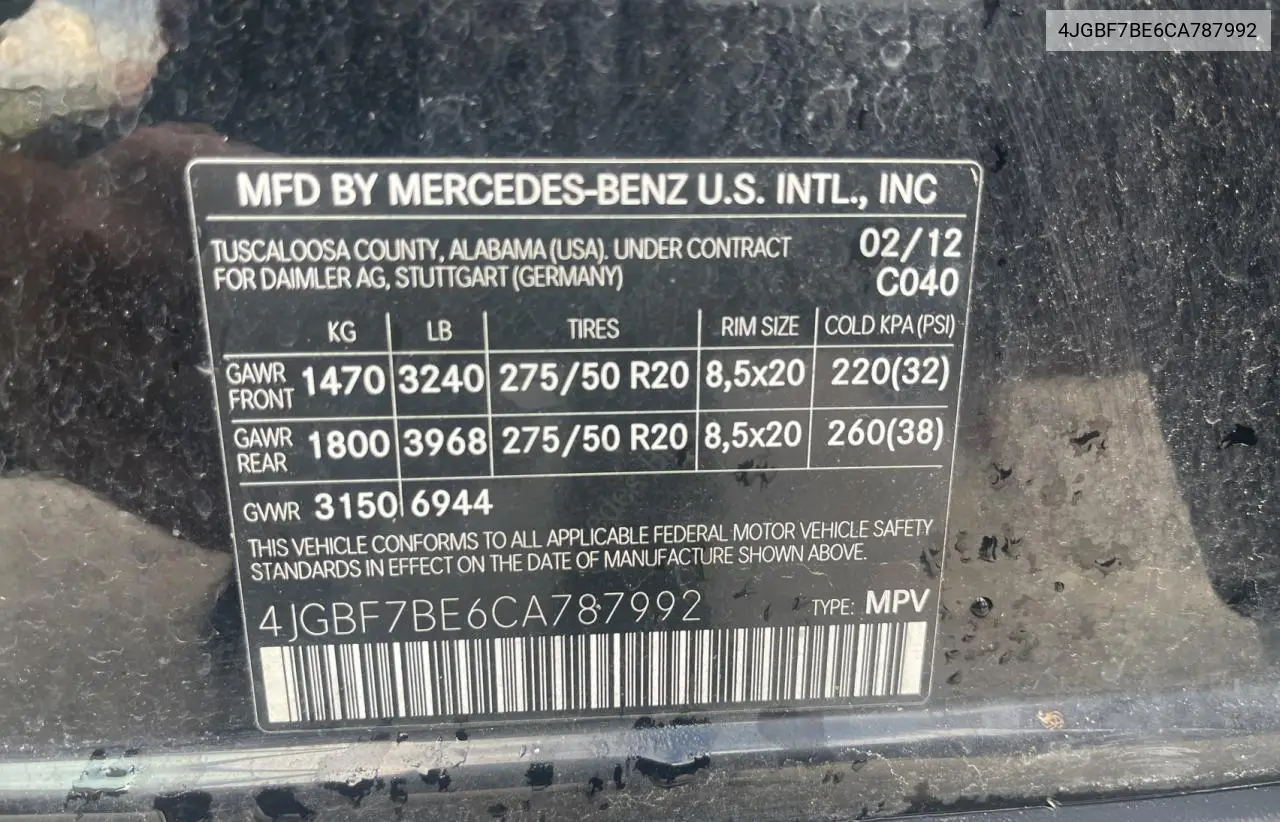 4JGBF7BE6CA787992
MFD BY MERCEDES-BENZ U.S. INTL., INC
TUSCALOOSA COUNTY, ALABAMA (USA). UNDER CONTRACT 02/12
FOR DAIMLER AG, STUTTGART (GERMANY) C040
KG LB TIRES RIM SIZE COLD KPA (PSI)
GAWR FRONT 1470 3240 275/50 R20 8,5x20 220(32)
GAWR REAR 1800 3968 275/50 R20 8,5x20 260(38)
GVWR 3150 6944
THIS VEHICLE CONFORMS TO ALL APPLICABLE FEDERAL MOTOR VEHICLE SAFETY
STANDARDS IN EFFECT ON THE DATE OF MANUFACTURE SHOWN ABOVE.
4JGBF7BE6CA787992 TYPE: MPV